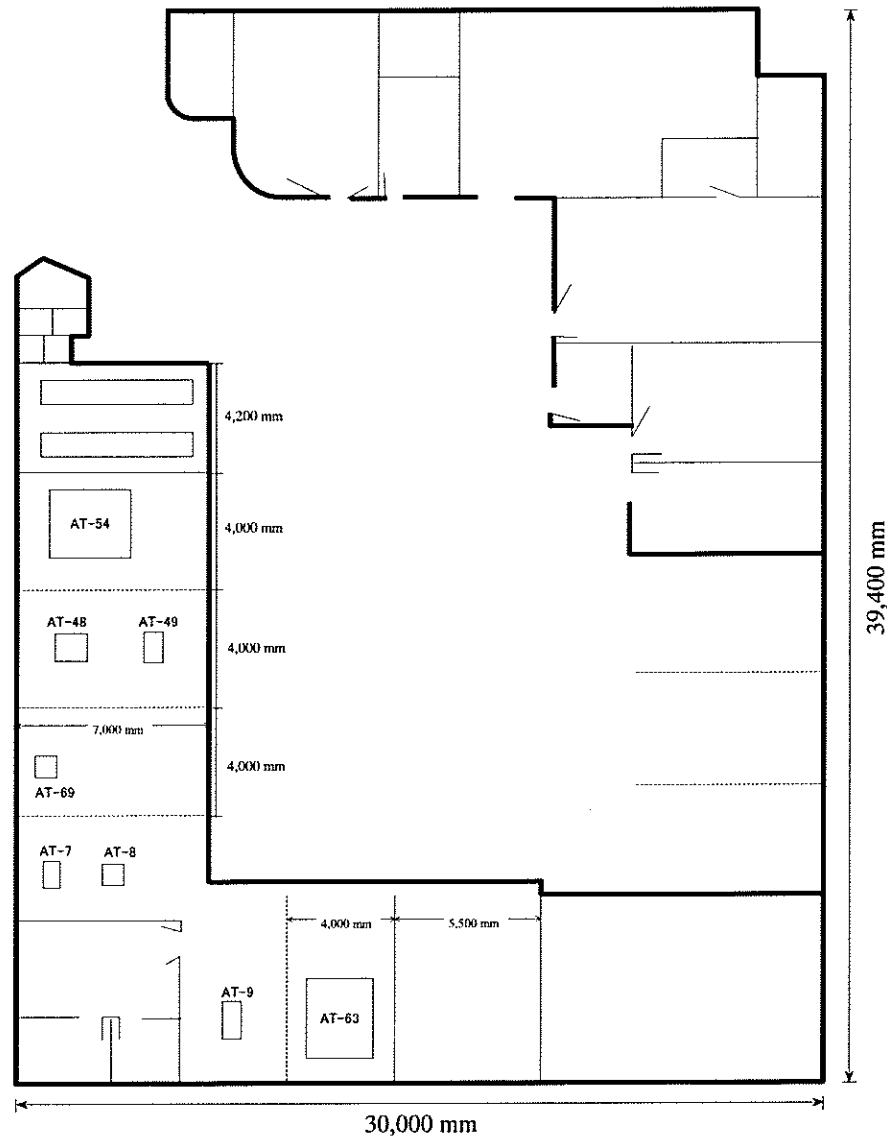 4,200 mm
AT-54
4,000 mm
AT-48
AT-49
4,000 mm
39,400 mm
7,000 mm
4,000 mm
AT-69
AT-7
AT-8
4,000 mm
5,500 mm
AT-9
AT-63
30,000 mm